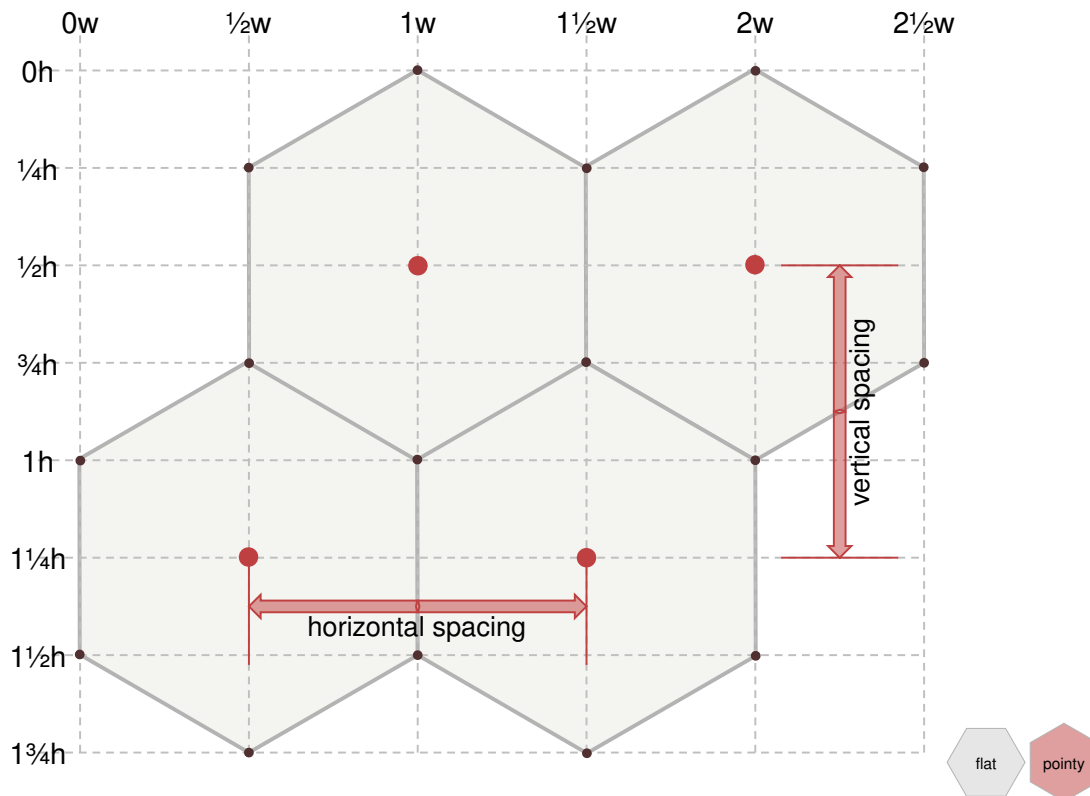 0w ½w 1w 1½w 2w 2½w
0h
¼h
½h
¾h
vertical spacing
1h
1¼h
horizontal spacing
1½h
1¾h
flat pointy